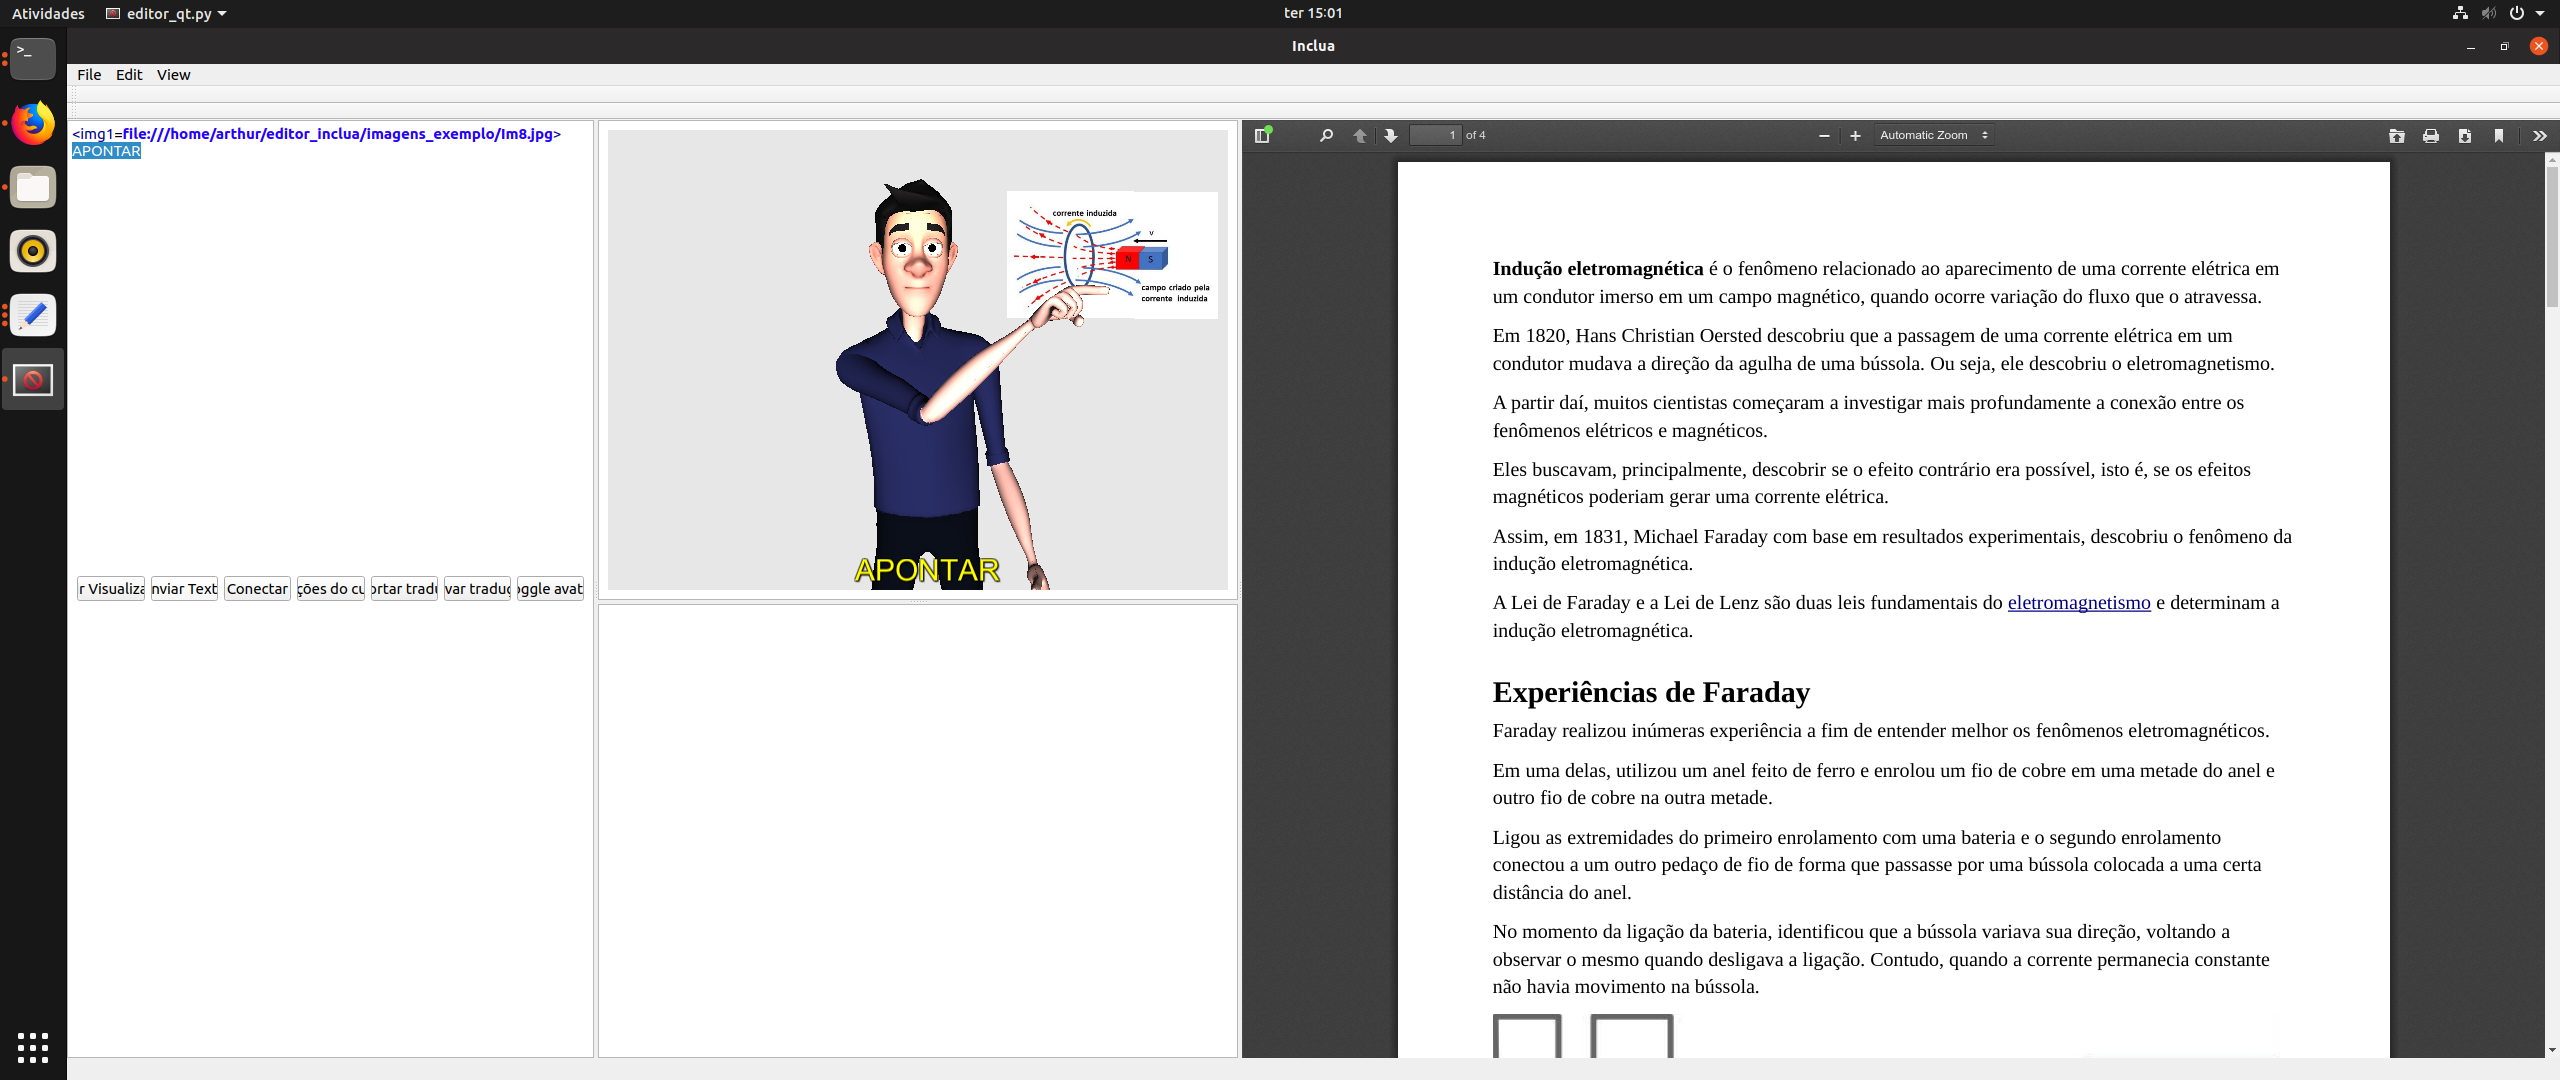 Atividades
editor_qt.py
ter 15:01
Inclua
File Edit View
<img1=file:///home/arthur/editor_inclua/imagens_exemplo/Im8.jpg>
APONTAR
r Visualiza
nviar Text
Conectar
ções do cu
ortar tradu
var traduç
oggle avat
corrente induzida
v
N S
campo criado pela
corrente induzida
APONTAR
1 of 4
Automatic Zoom
Indução eletromagnética é o fenômeno relacionado ao aparecimento de uma corrente elétrica em
um condutor imerso em um campo magnético, quando ocorre variação do fluxo que o atravessa.
Em 1820, Hans Christian Oersted descobriu que a passagem de uma corrente elétrica em um
condutor mudava a direção da agulha de uma bússola. Ou seja, ele descobriu o eletromagnetismo.
A partir daí, muitos cientistas começaram a investigar mais profundamente a conexão entre os
fenômenos elétricos e magnéticos.
Eles buscavam, principalmente, descobrir se o efeito contrário era possível, isto é, se os efeitos
magnéticos poderiam gerar uma corrente elétrica.
Assim, em 1831, Michael Faraday com base em resultados experimentais, descobriu o fenômeno da
indução eletromagnética.
A Lei de Faraday e a Lei de Lenz são duas leis fundamentais do eletromagnetismo e determinam a
indução eletromagnética.
Experiências de Faraday
Faraday realizou inúmeras experiência a fim de entender melhor os fenômenos eletromagnéticos.
Em uma delas, utilizou um anel feito de ferro e enrolou um fio de cobre em uma metade do anel e
outro fio de cobre na outra metade.
Ligou as extremidades do primeiro enrolamento com uma bateria e o segundo enrolamento
conectou a um outro pedaço de fio de forma que passasse por uma bússola colocada a uma certa
distância do anel.
No momento da ligação da bateria, identificou que a bússola variava sua direção, voltando a
observar o mesmo quando desligava a ligação. Contudo, quando a corrente permanecia constante
não havia movimento na bússola.